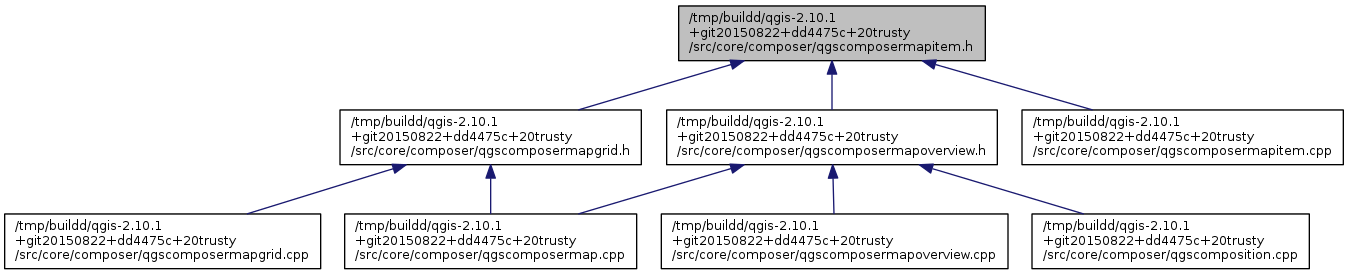 /tmp/buildd/qgis-2.10.1
+git20150822+dd4475c+20trusty
/src/core/composer/qgscomposermapitem.h
/tmp/buildd/qgis-2.10.1
+git20150822+dd4475c+20trusty
/src/core/composer/qgscomposermapgrid.h
/tmp/buildd/qgis-2.10.1
+git20150822+dd4475c+20trusty
/src/core/composer/qgscomposermapoverview.h
/tmp/buildd/qgis-2.10.1
+git20150822+dd4475c+20trusty
/src/core/composer/qgscomposermapitem.cpp
/tmp/buildd/qgis-2.10.1
+git20150822+dd4475c+20trusty
/src/core/composer/qgscomposermapgrid.cpp
/tmp/buildd/qgis-2.10.1
+git20150822+dd4475c+20trusty
/src/core/composer/qgscomposermap.cpp
/tmp/buildd/qgis-2.10.1
+git20150822+dd4475c+20trusty
/src/core/composer/qgscomposermapoverview.cpp
/tmp/buildd/qgis-2.10.1
+git20150822+dd4475c+20trusty
/src/core/composer/qgscomposition.cpp